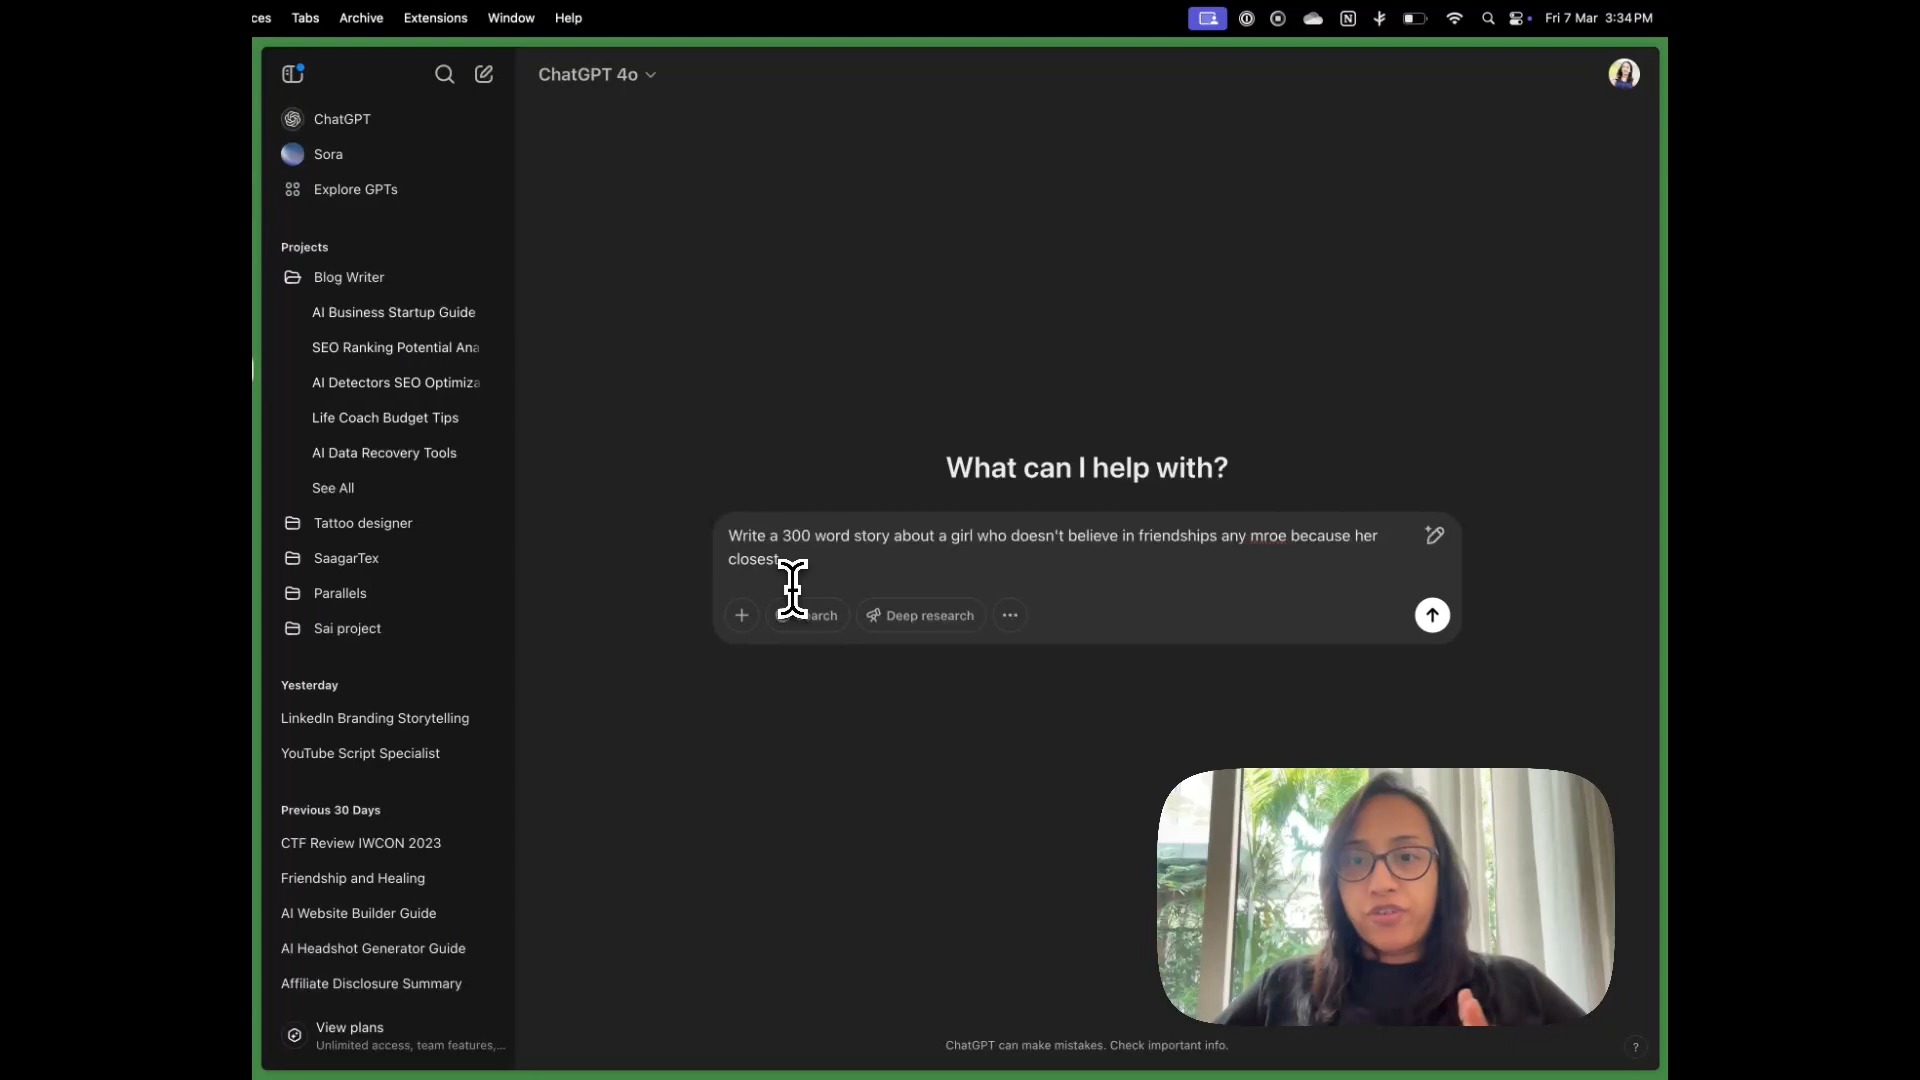 ces Tabs Archive Extensions Window Help Fri 7 Mar 3:34 PM
ChatGPT 4o
ChatGPT
Sora
Explore GPTs
Projects
Blog Writer
AI Business Startup Guide
SEO Ranking Potential Ana
AI Detectors SEO Optimiza
Life Coach Budget Tips
AI Data Recovery Tools
See All
Tattoo designer
SaagarTex
Parallels
Sai project
Yesterday
LinkedIn Branding Storytelling
YouTube Script Specialist
Previous 30 Days
CTF Review IWCON 2023
Friendship and Healing
AI Website Builder Guide
AI Headshot Generator Guide
Affiliate Disclosure Summary
View plans
Unlimited access, team features,...
What can I help with?
Write a 300 word story about a girl who doesn't believe in friendships any mroe because her
closest
arch Deep research
ChatGPT can make mistakes. Check important info.
?